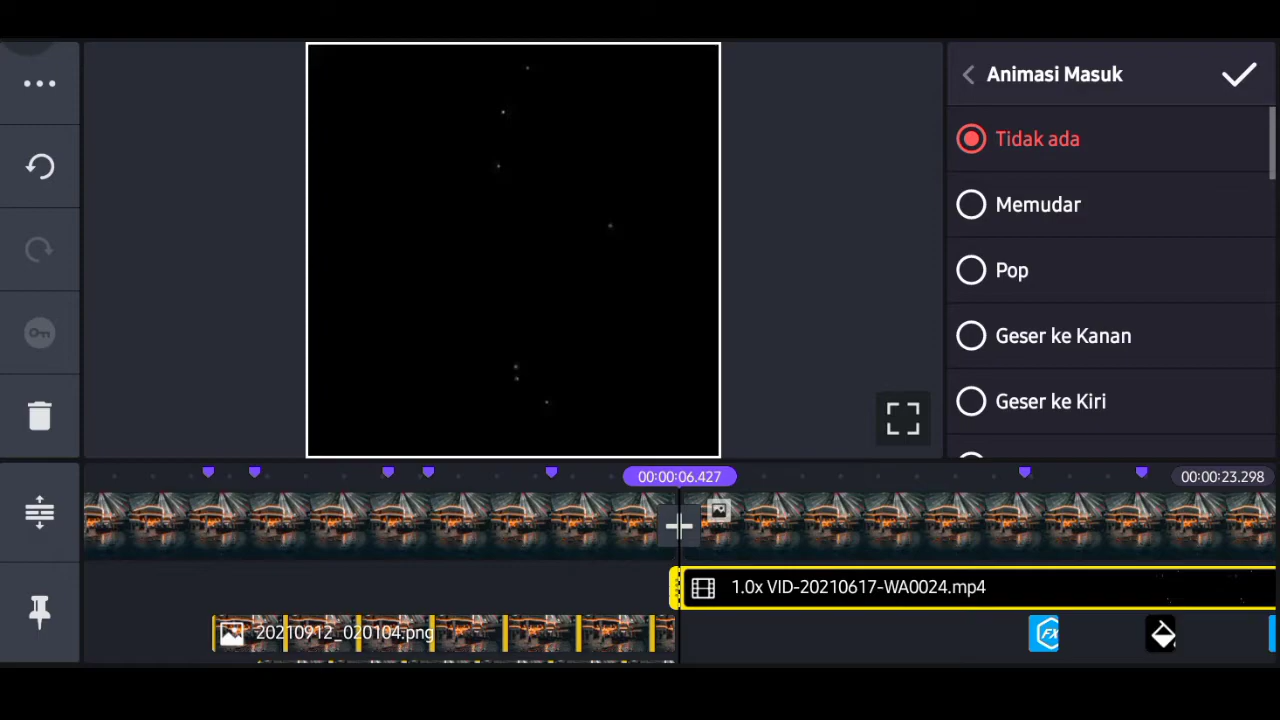 Animasi Masuk
Tidak ada
Memudar
Pop
Geser ke Kanan
Geser ke Kiri
00:00:06.427
00:00:23.298
1.0x VID-20210617-WA0024.mp4
20210912_020104.png
FX